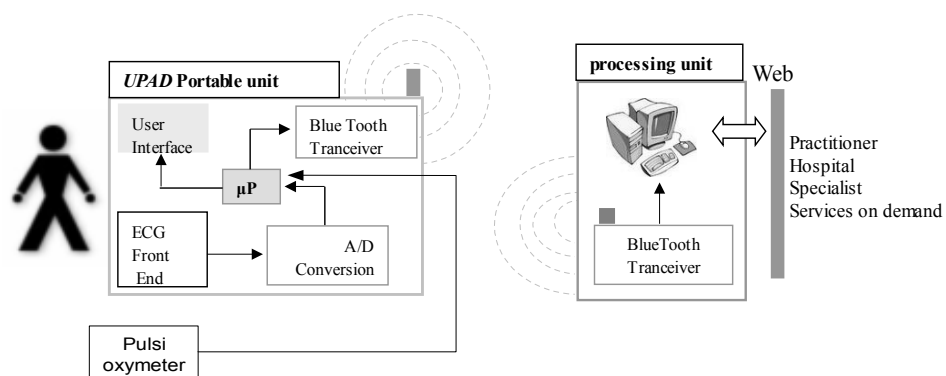 UPAD Portable unit
User
Interface
Blue Tooth
Tranceiver
µP
ECG
Front
End
A/D
Conversion
Pulsi
oxymeter
processing unit
BlueTooth
Tranceiver
Web
Practitioner
Hospital
Specialist
Services on demand